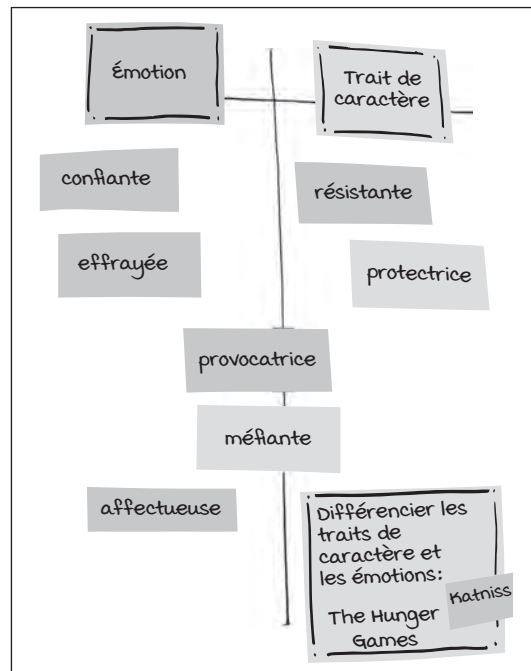 Émotion
Trait de
caractère
confiante
résistante
effrayée
protectrice
provocatrice
méfiante
affectueuse
Différencier les
traits de
caractère et
les émotions:
Katniss
The Hunger
Games